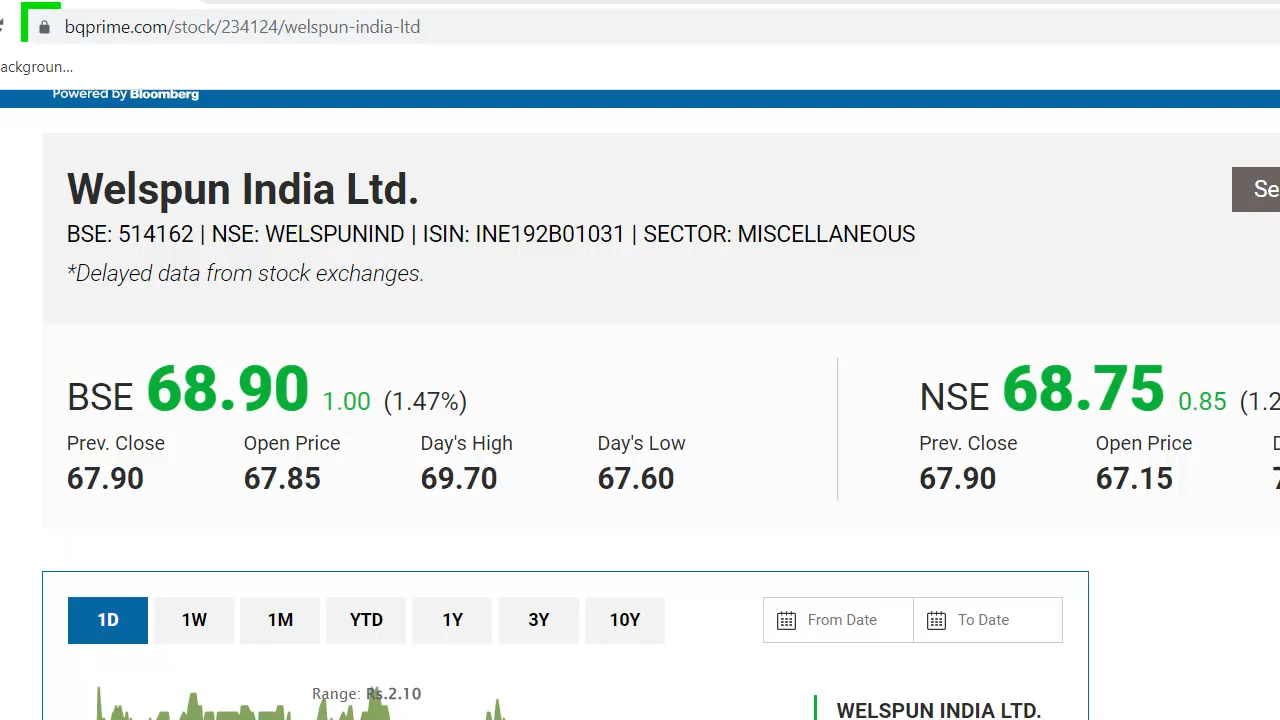 bqprime.com/stock/234124/welspun-india-ltd
ackgroun...
Powered by Bloomberg
Welspun India Ltd.
Se
BSE: 514162 | NSE: WELSPUNIND | ISIN: INE192B01031 | SECTOR: MISCELLANEOUS
*Delayed data from stock exchanges.
BSE 68.90 1.00 (1.47%)
Prev. Close Open Price Day's High Day's Low
67.90 67.85 69.70 67.60
NSE 68.75 0.85 (1.2
Prev. Close Open Price
67.90 67.15
1D 1W 1M YTD 1Y 3Y 10Y
From Date To Date
Range: Rs.2.10
WELSPUN INDIA LTD.